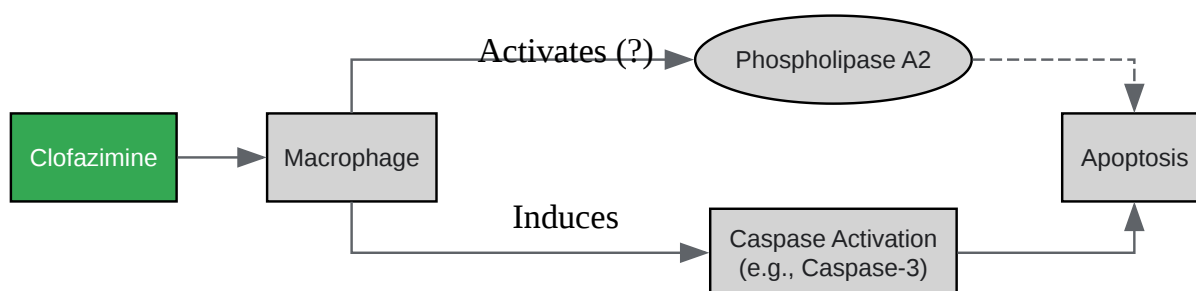 Activates (?)
Phospholipase A2
Clofazimine
Macrophage
Apoptosis
Induces
Caspase Activation
(e.g., Caspase-3)